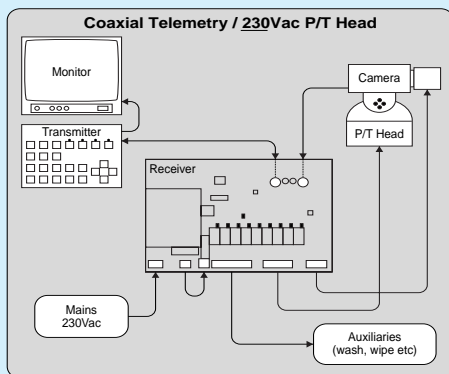 Coaxial Telemetry / 230Vac P/T Head
Monitor
Camera
Transmitter
P/T Head
Receiver
Mains
230Vac
Auxiliaries
(wash, wipe etc)